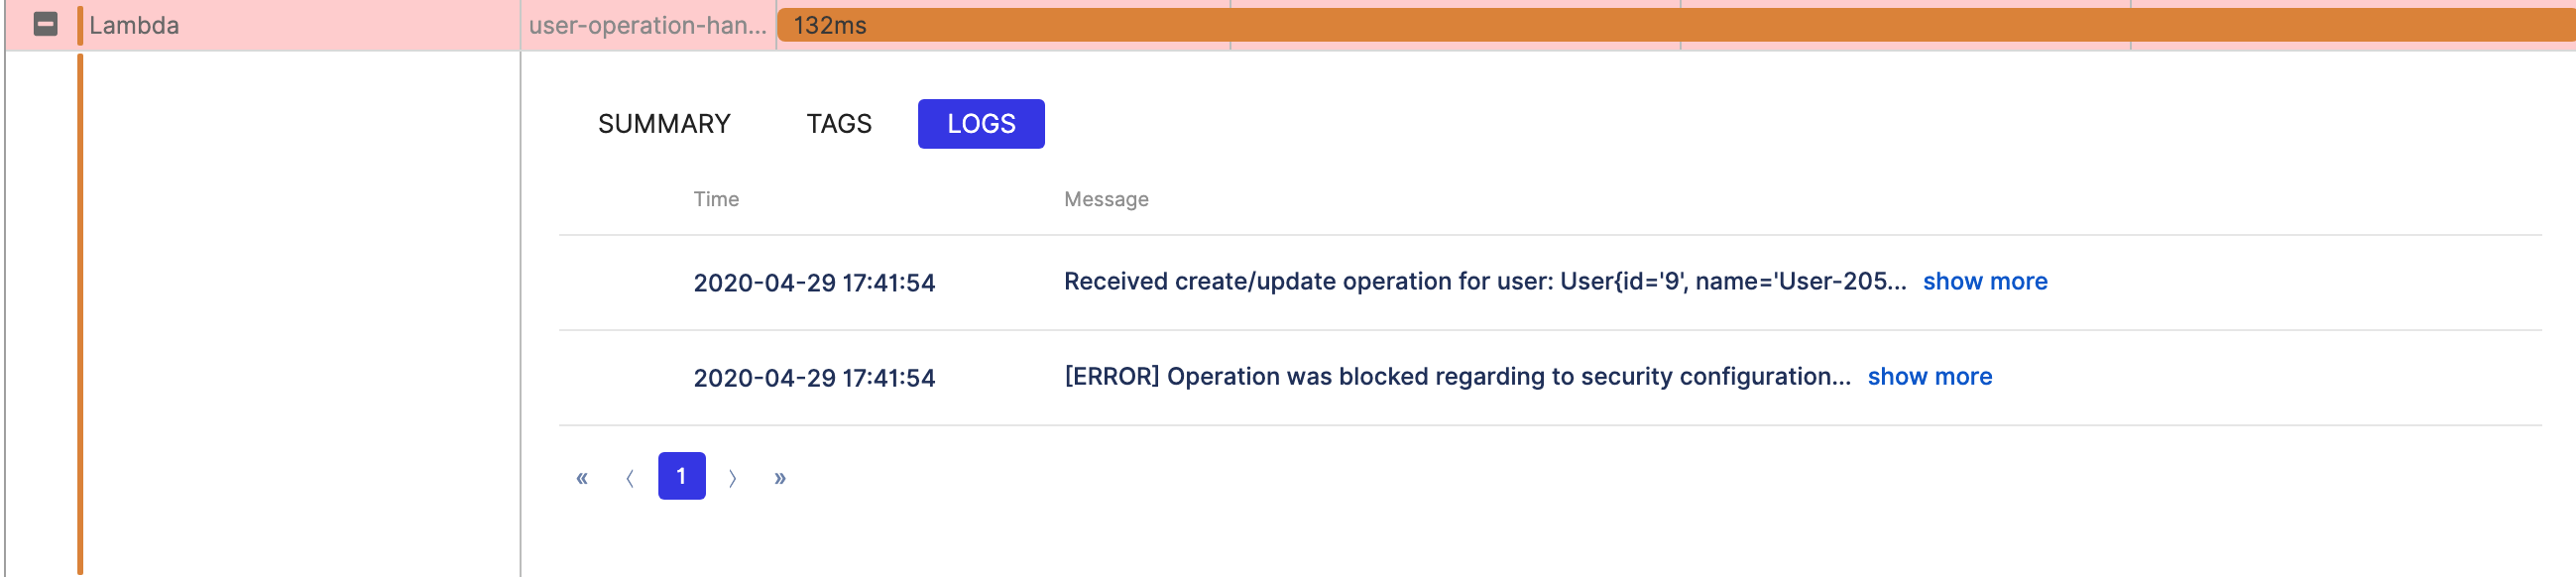 Lambda user-operation-han... 132ms
SUMMARY TAGS LOGS
Time Message
2020-04-29 17:41:54 Received create/update operation for user: User{id='9', name='User-205... show more
2020-04-29 17:41:54 [ERROR] Operation was blocked regarding to security configuration... show more
« 〈 1 〉 »